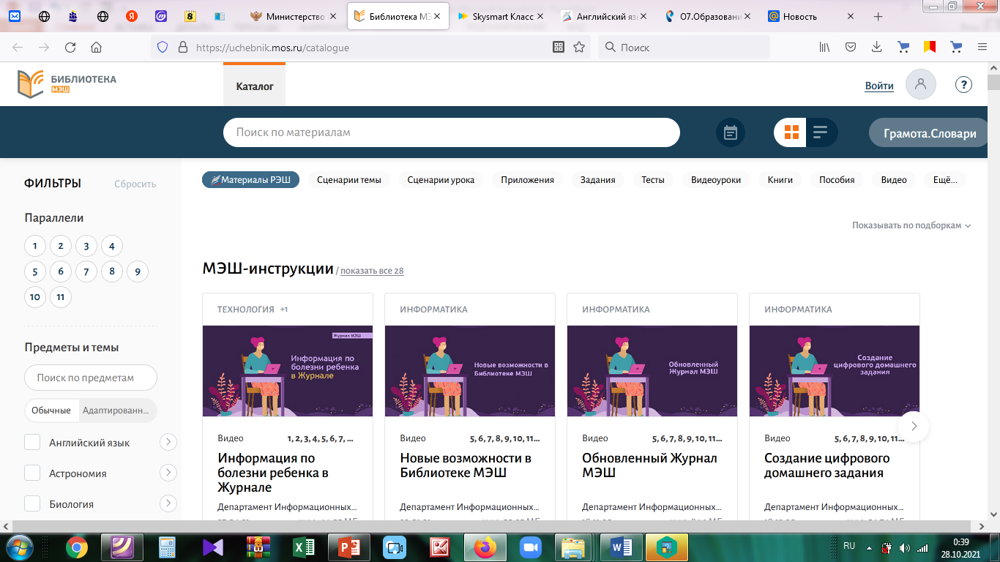 Министерство
Библиотека МЭ
Skysmart Класс
Английский яз
О7.Образовани
Новость
https://uchebnik.mos.ru/catalogue
Поиск
БИБЛИОТЕКА
МЭШ
Каталог
Войти
?
Поиск по материалам
Грамота.Словари
ФИЛЬТРЫ
Сбросить
Материалы РЭШ
Сценарии темы
Сценарии урока
Приложения
Задания
Тесты
Видеоуроки
Книги
Пособия
Видео
Ещё...
Параллели
1 2 3 4
5 6 7 8 9
10 11
Показывать по подборкам
МЭШ-инструкции / показать все 28
Предметы и темы
Поиск по предметам
Обычные
Адаптированн...
Английский язык
Астрономия
Биология
ТЕХНОЛОГИЯ +1
Журнал МЭШ
Информация по
болезни ребенка
в Журнале
Видео
1, 2, 3, 4, 5, 6, 7, ...
Информация по
болезни ребенка в
Журнале
Департамент Информационных...
ИНФОРМАТИКА
Новые возможности в
Библиотеке МЭШ
Видео
5, 6, 7, 8, 9, 10, 11...
Новые возможности в
Библиотеке МЭШ
Департамент Информационных...
ИНФОРМАТИКА
Обновленный
Журнал МЭШ
Видео
5, 6, 7, 8, 9, 10, 11...
Обновленный Журнал
МЭШ
Департамент Информационных...
ИНФОРМАТИКА
Создание
цифрового домашнего
задания
Видео
5, 6, 7, 8, 9, 10, 11...
Создание цифрового
домашнего задания
Департамент Информационных...
RU
0:39
28.10.2021